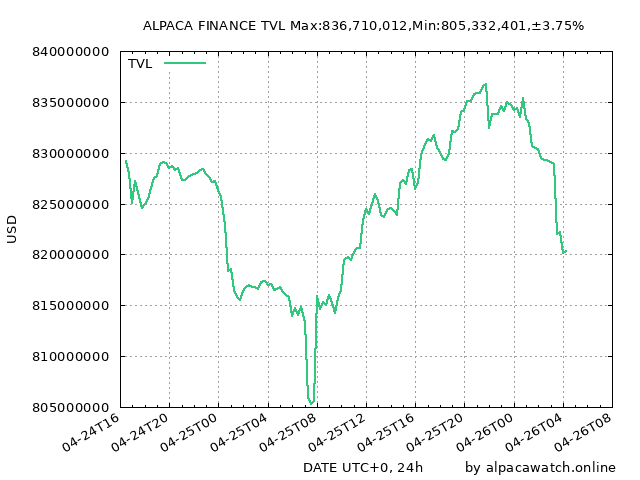 ALPACA FINANCE TVL Max:836,710,012,Min:805,332,401,±3.75%
840000000
TVL
835000000
830000000
825000000
USD
820000000
815000000
810000000
805000000
04-24T16 04-24T20 04-25T00 04-25T04 04-25T08 04-25T12 04-25T16 04-25T20 04-26T00 04-26T04 04-26T08
DATE UTC+0, 24h by alpacawatch.online